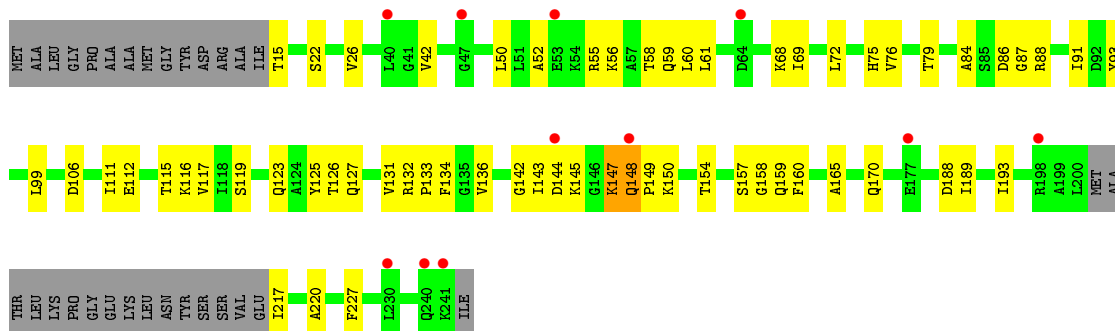 MET ALA LEU GLY PRO ALA ALA MET GLY TYR ASP ARG ALA ILE T15 S22 V26 L40 G41 V42 G47 L50 L51 A52 E53 K54 R55 K56 A57 T58 Q59 L60 L61 D64 K68 I69 L72 H75 V76 T79 A84 S85 D86 G87 R88 I91 D92 Y93
L99 D106 I111 E112 T115 K116 V117 I118 S119 Q123 A124 Y125 T126 Q127 V131 R132 P133 F134 G135 V136 G142 I143 D144 K145 G146 K147 Q148 P149 K150 T154 S157 G158 Q159 F160 A165 Q170 E177 D188 I189 I193 R198 A199 L200 MET ALA
THR LEU LYS PRO GLY GLU LYS LEU ASN TYR SER SER VAL GLU I217 A220 F227 L230 Q240 K241 ILE